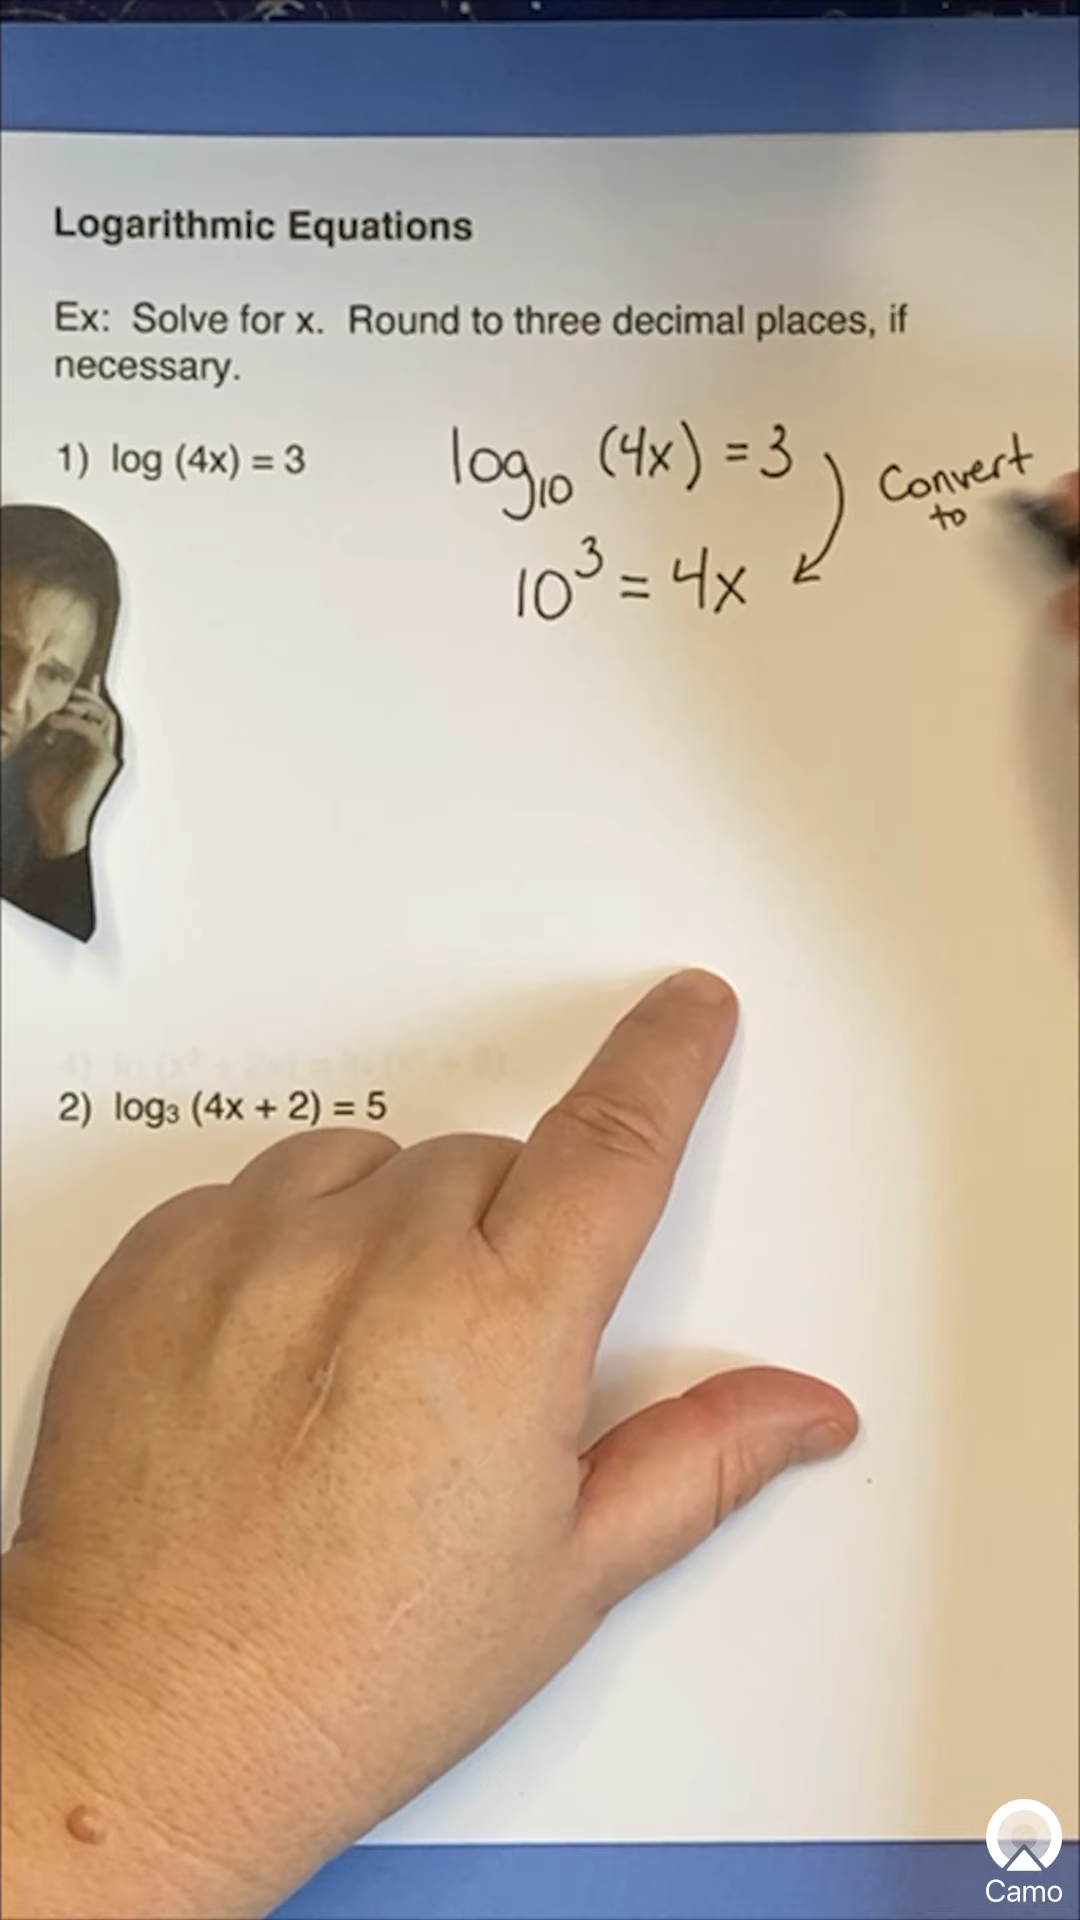 Logarithmic Equations
Ex: Solve for x. Round to three decimal places, if
necessary.
1) log (4x) = 3
log₁₀ (4x) = 3
Convert
to
10³ = 4x
2) log₃ (4x + 2) = 5
Camo